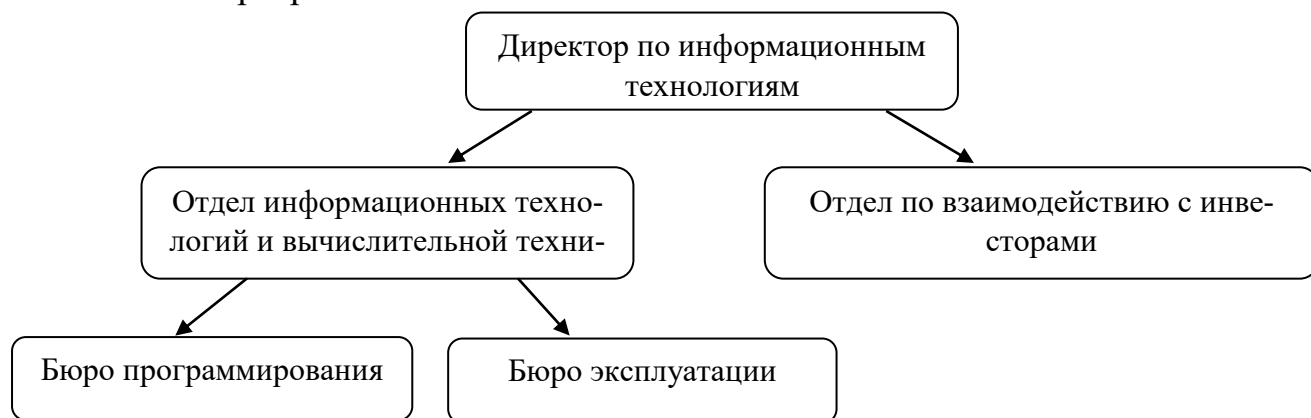 Директор по информационным
технологиям
Отдел информационных техно-
логий и вычислительной техни-
Отдел по взаимодействию с инве-
сторами
Бюро программирования
Бюро эксплуатации